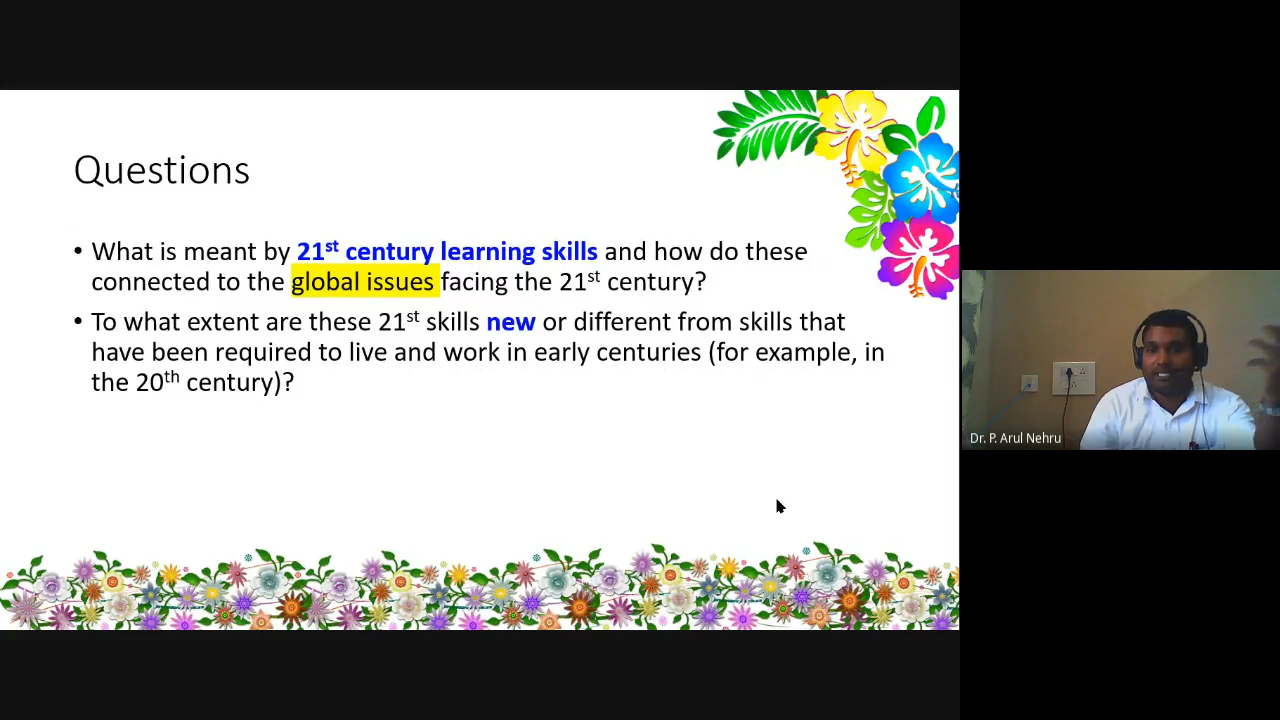 Questions
• What is meant by 21st century learning skills and how do these
connected to the global issues facing the 21st century?
• To what extent are these 21st skills new or different from skills that
have been required to live and work in early centuries (for example, in
the 20th century)?
Dr. P. Arul Nehru